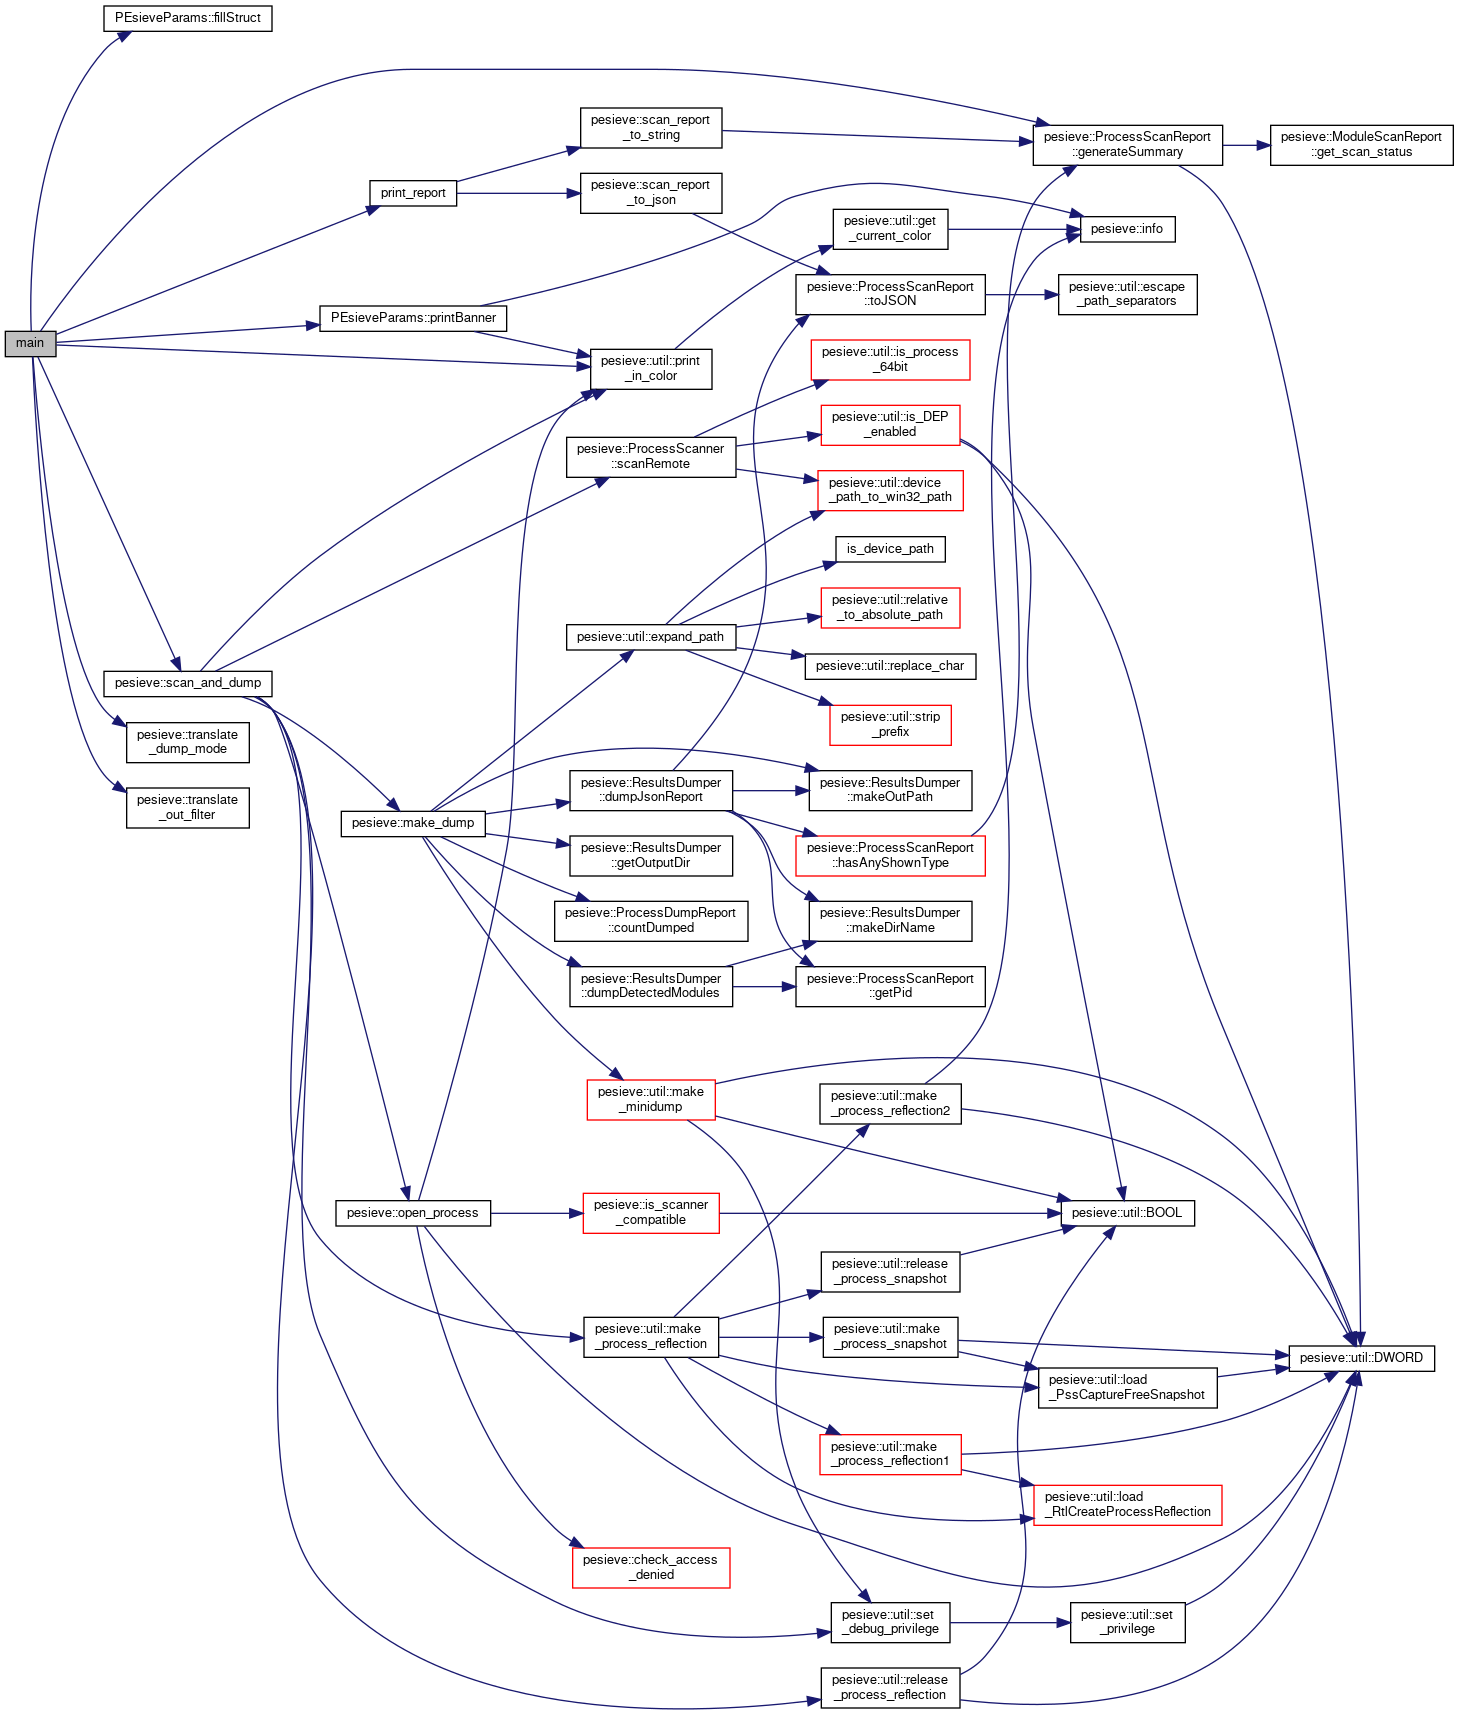 PEsieveParams::fillStruct
pesieve::scan_report
_to_string
pesieve::ProcessScanReport
::generateSummary
pesieve::ModuleScanReport
::get_scan_status
print_report
pesieve::scan_report
_to_json
pesieve::util::get
_current_color
pesieve::info
pesieve::ProcessScanReport
::toJSON
pesieve::util::escape
_path_separators
PEsieveParams::printBanner
main
pesieve::util::print
_in_color
pesieve::util::is_process
_64bit
pesieve::util::is_DEP
_enabled
pesieve::ProcessScanner
::scanRemote
pesieve::util::device
_path_to_win32_path
is_device_path
pesieve::util::relative
_to_absolute_path
pesieve::util::expand_path
pesieve::util::replace_char
pesieve::scan_and_dump
pesieve::util::strip
_prefix
pesieve::translate
_dump_mode
pesieve::ResultsDumper
::dumpJsonReport
pesieve::ResultsDumper
::makeOutPath
pesieve::translate
_out_filter
pesieve::make_dump
pesieve::ResultsDumper
::getOutputDir
pesieve::ProcessScanReport
::hasAnyShownType
pesieve::ProcessDumpReport
::countDumped
pesieve::ResultsDumper
::makeDirName
pesieve::ResultsDumper
::dumpDetectedModules
pesieve::ProcessScanReport
::getPid
pesieve::util::make
_minidump
pesieve::util::make
_process_reflection2
pesieve::open_process
pesieve::is_scanner
_compatible
pesieve::util::BOOL
pesieve::util::release
_process_snapshot
pesieve::util::make
_process_reflection
pesieve::util::make
_process_snapshot
pesieve::util::DWORD
pesieve::util::load
_PssCaptureFreeSnapshot
pesieve::util::make
_process_reflection1
pesieve::util::load
_RtlCreateProcessReflection
pesieve::check_access
_denied
pesieve::util::set
_debug_privilege
pesieve::util::set
_privilege
pesieve::util::release
_process_reflection